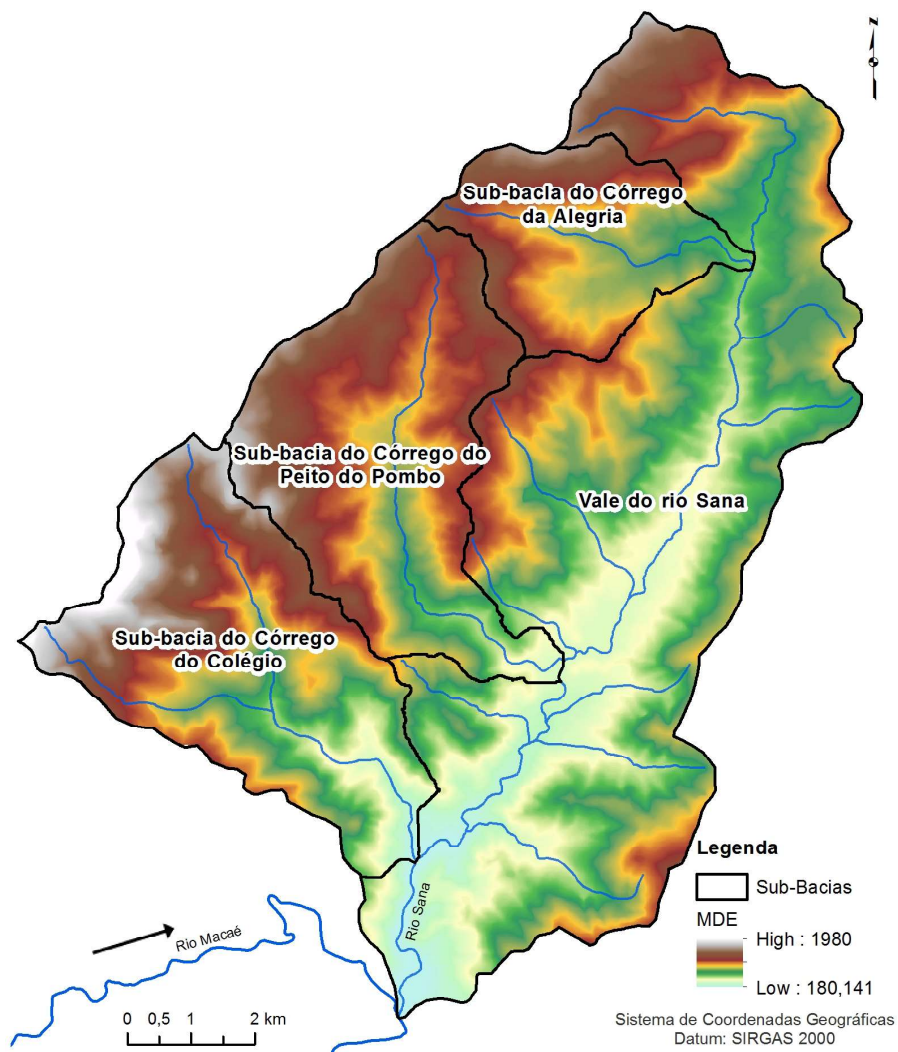 z
Sub-bacia do Córrego
da Alegria
Sub-bacia do Córrego do
Peito do Pombo
Vale do rio Sana
Sub-bacia do Córrego
do Colégio
Rio Sana
Rio Macaé
0 0,5 1 2 km
Legenda
Sub-Bacias
MDE
High : 1980
Low : 180,141
Sistema de Coordenadas Geográficas
Datum: SIRGAS 2000